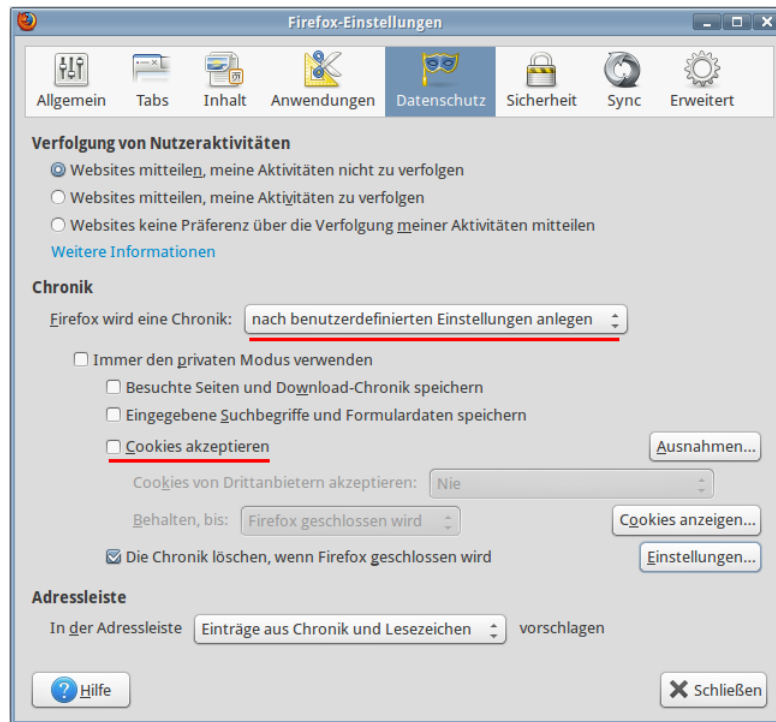 Firefox-Einstellungen
Allgemein Tabs Inhalt Anwendungen Datenschutz Sicherheit Sync Erweitert
Verfolgung von Nutzeraktivitäten
Websites mitteilen, meine Aktivitäten nicht zu verfolgen
Websites mitteilen, meine Aktivitäten zu verfolgen
Websites keine Präferenz über die Verfolgung meiner Aktivitäten mitteilen
Weitere Informationen
Chronik
Firefox wird eine Chronik: nach benutzerdefinierten Einstellungen anlegen
Immer den privaten Modus verwenden
Besuchte Seiten und Download-Chronik speichern
Eingegebene Suchbegriffe und Formulardaten speichern
Cookies akzeptieren Ausnahmen...
Cookies von Drittanbietern akzeptieren: Nie
Behalten, bis: Firefox geschlossen wird Cookies anzeigen...
Die Chronik löschen, wenn Firefox geschlossen wird Einstellungen...
Adressleiste
In der Adressleiste Einträge aus Chronik und Lesezeichen vorschlagen
Hilfe Schließen